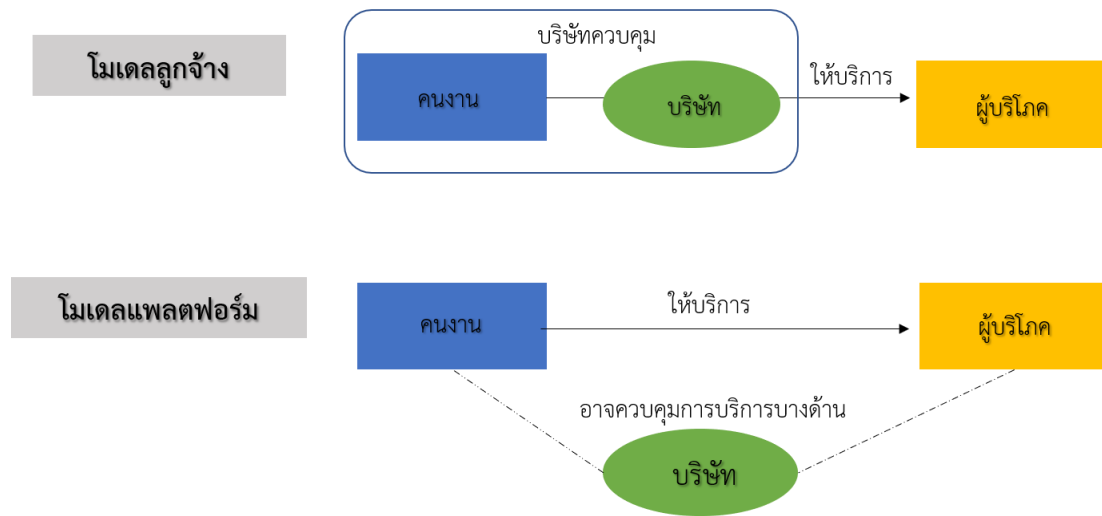 โมเดลลูกจ้าง
บริษัทควบคุม
คนงาน
บริษัท
ให้บริการ
ผู้บริโภค
โมเดลแพลตฟอร์ม
คนงาน
ให้บริการ
ผู้บริโภค
อาจควบคุมการบริการบางด้าน
บริษัท